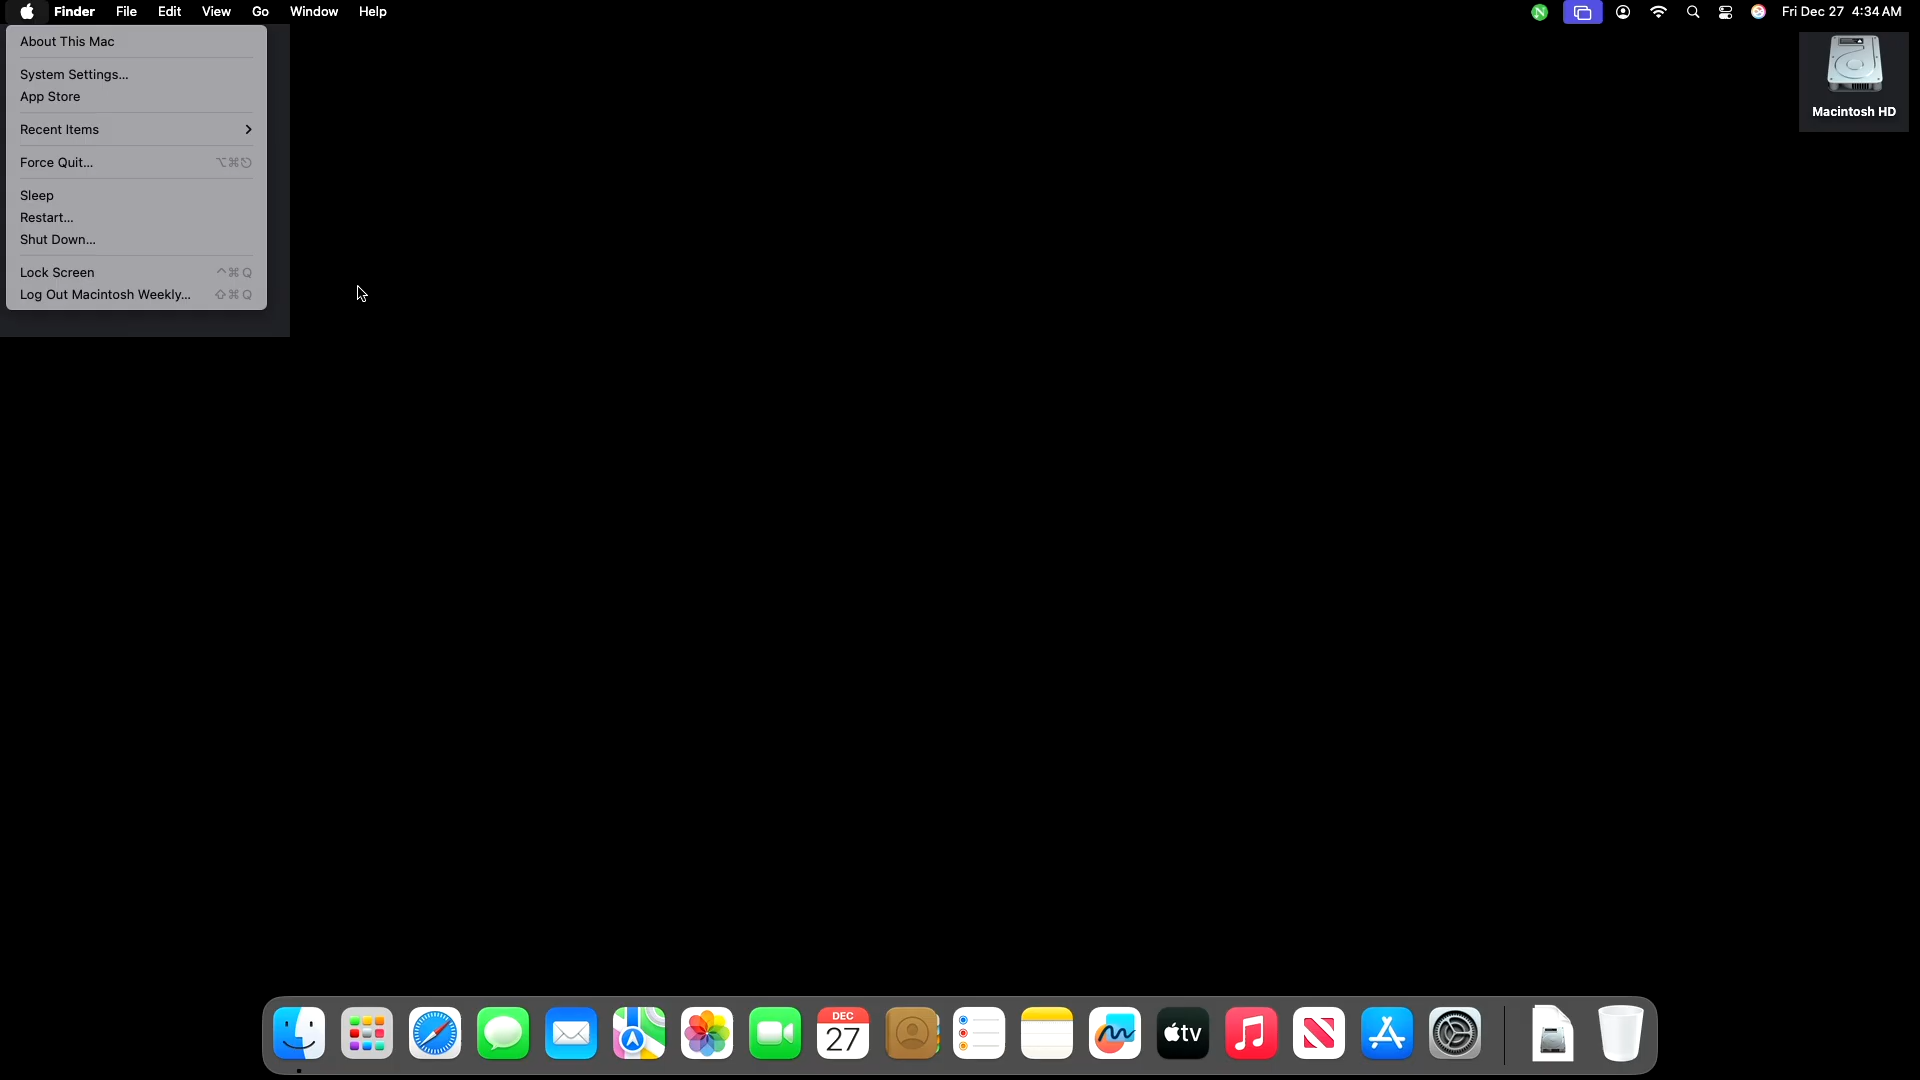 Finder File Edit View Go Window Help
N
Fri Dec 27 4:34 AM
About This Mac
System Settings...
App Store
Recent Items
Force Quit... ⌥⌘⎋
Sleep
Restart...
Shut Down...
Lock Screen ^⌘Q
Log Out Macintosh Weekly... ⇧⌘Q
Macintosh HD
DEC
27
tv